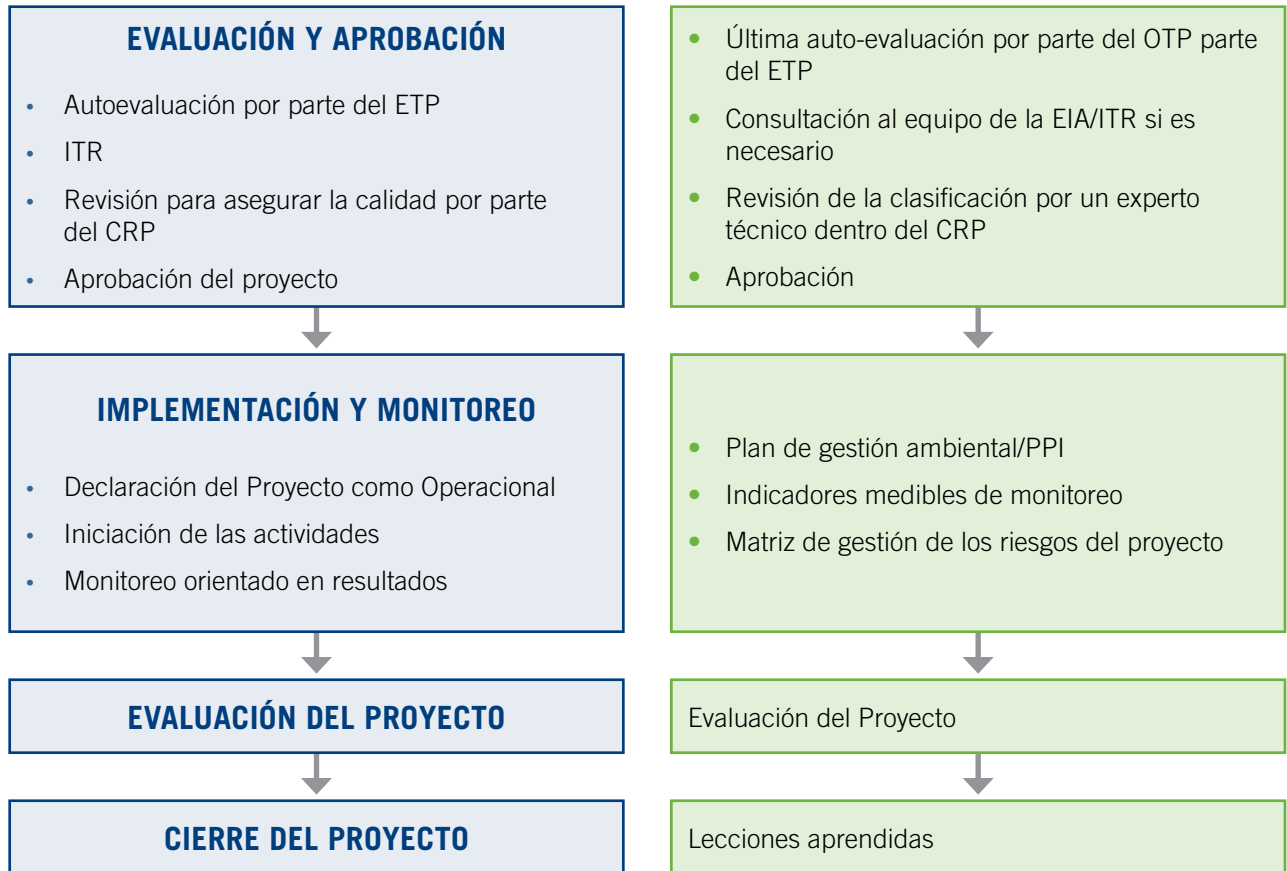 EVALUACIÓN Y APROBACIÓN
• Autoevaluación por parte del ETP
• ITR
• Revisión para asegurar la calidad por parte
del CRP
• Aprobación del proyecto
• Última auto-evaluación por parte del OTP parte
del ETP
• Consultación al equipo de la EIA/ITR si es
necesario
• Revisión de la clasificación por un experto
técnico dentro del CRP
• Aprobación
IMPLEMENTACIÓN Y MONITOREO
• Declaración del Proyecto como Operacional
• Iniciación de las actividades
• Monitoreo orientado en resultados
• Plan de gestión ambiental/PPI
• Indicadores medibles de monitoreo
• Matriz de gestión de los riesgos del proyecto
EVALUACIÓN DEL PROYECTO
Evaluación del Proyecto
CIERRE DEL PROYECTO
Lecciones aprendidas